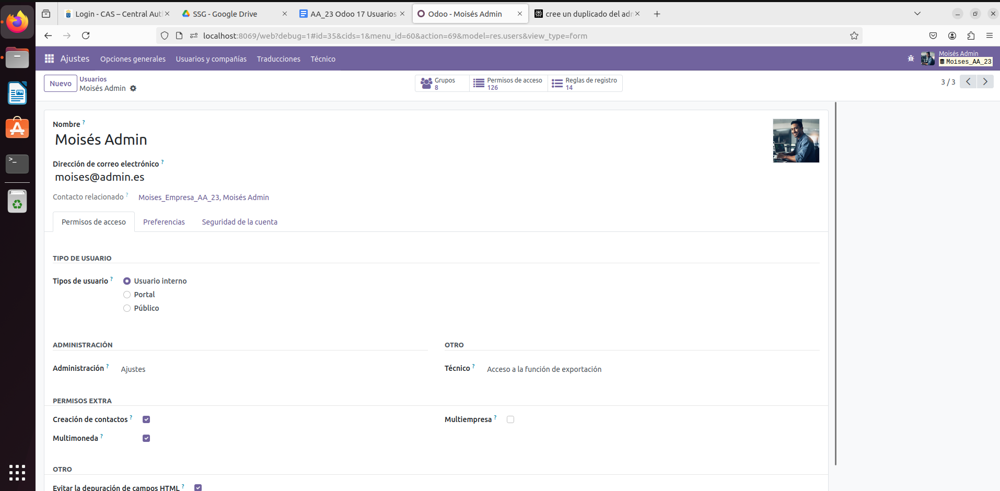 Login - CAS – Central Aut
SSG - Google Drive
AA_23 Odoo 17 Usuarios
Odoo - Moisés Admin
cree un duplicado del adr
localhost:8069/web?debug=1#id=35&cids=1&menu_id=60&action=69&model=res.users&view_type=form
Ajustes
Opciones generales
Usuarios y compañías
Traducciones
Técnico
Moisés Admin
Moises_AA_23
Nuevo
Usuarios
Moisés Admin
Grupos
8
Permisos de acceso
126
Reglas de registro
14
3 / 3
Nombre ?
Moisés Admin
Dirección de correo electrónico ?
moises@admin.es
Contacto relacionado ? Moises_Empresa_AA_23, Moisés Admin
Permisos de acceso
Preferencias
Seguridad de la cuenta
TIPO DE USUARIO
Tipos de usuario ? Usuario interno
Portal
Público
ADMINISTRACIÓN
Administración ? Ajustes
OTRO
Técnico ? Acceso a la función de exportación
PERMISOS EXTRA
Creación de contactos ?
Multiempresa ?
Multimoneda ?
OTRO
Evitar la depuración de campos HTML ?